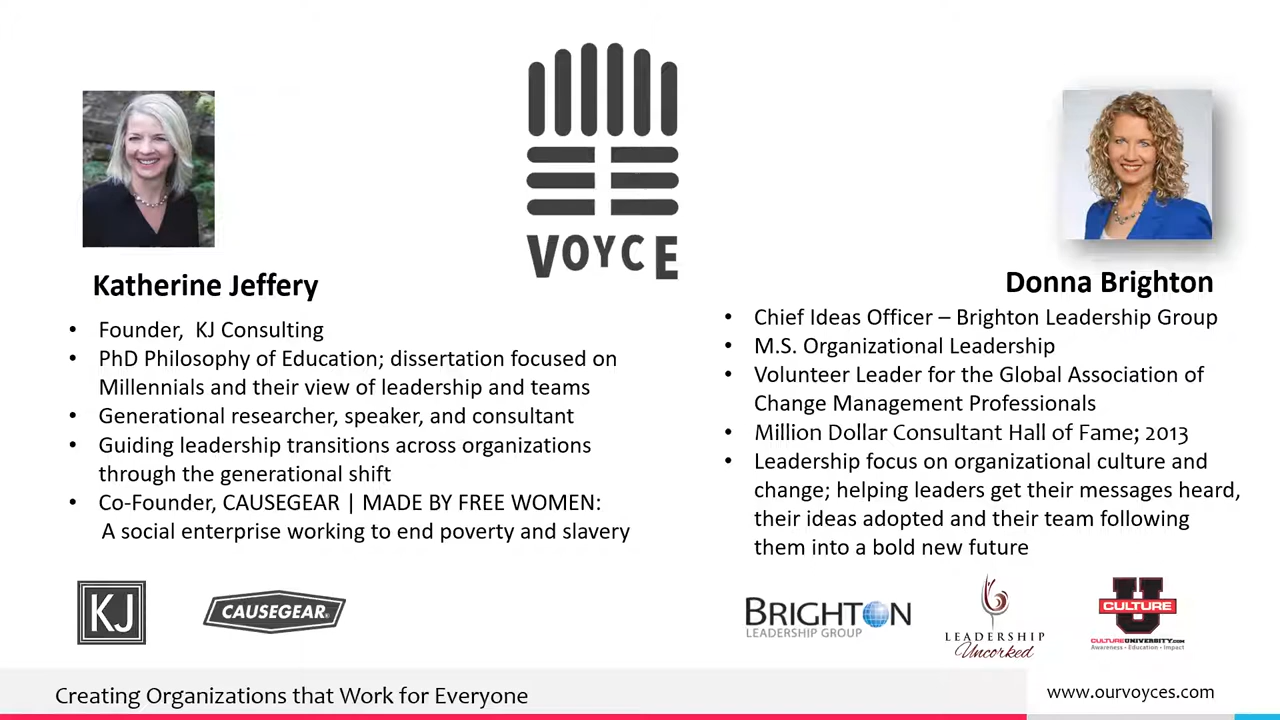 VOYCE
Katherine Jeffery
• Founder, KJ Consulting
• PhD Philosophy of Education; dissertation focused on
Millennials and their view of leadership and teams
• Generational researcher, speaker, and consultant
• Guiding leadership transitions across organizations
through the generational shift
• Co-Founder, CAUSEGEAR | MADE BY FREE WOMEN:
A social enterprise working to end poverty and slavery
KJ
CAUSEGEAR®
Donna Brighton
• Chief Ideas Officer – Brighton Leadership Group
• M.S. Organizational Leadership
• Volunteer Leader for the Global Association of
Change Management Professionals
• Million Dollar Consultant Hall of Fame; 2013
• Leadership focus on organizational culture and
change; helping leaders get their messages heard,
their ideas adopted and their team following
them into a bold new future
BRIGHTON
LEADERSHIP GROUP
LEADERSHIP
Uncorked
U
CULTURE
CULTUREUNIVERSITY.COM
Awareness • Education • Impact
Creating Organizations that Work for Everyone
www.ourvoyces.com